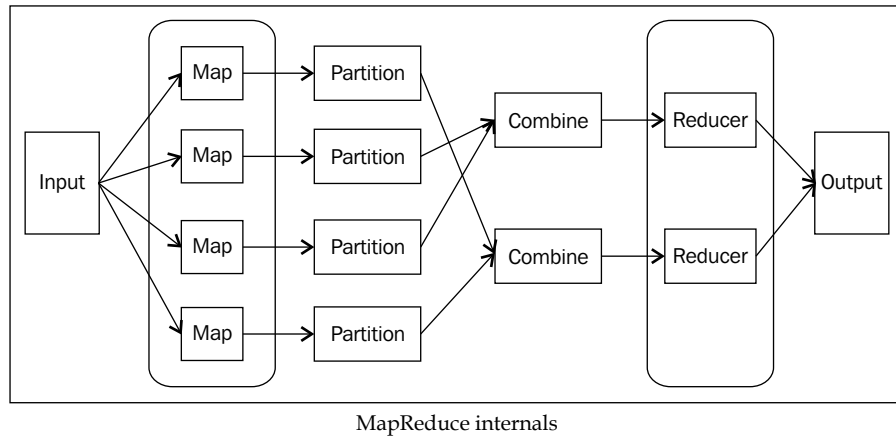 Input
Map
Partition
Map
Partition
Map
Partition
Map
Partition
Combine
Combine
Reducer
Reducer
Output
MapReduce internals